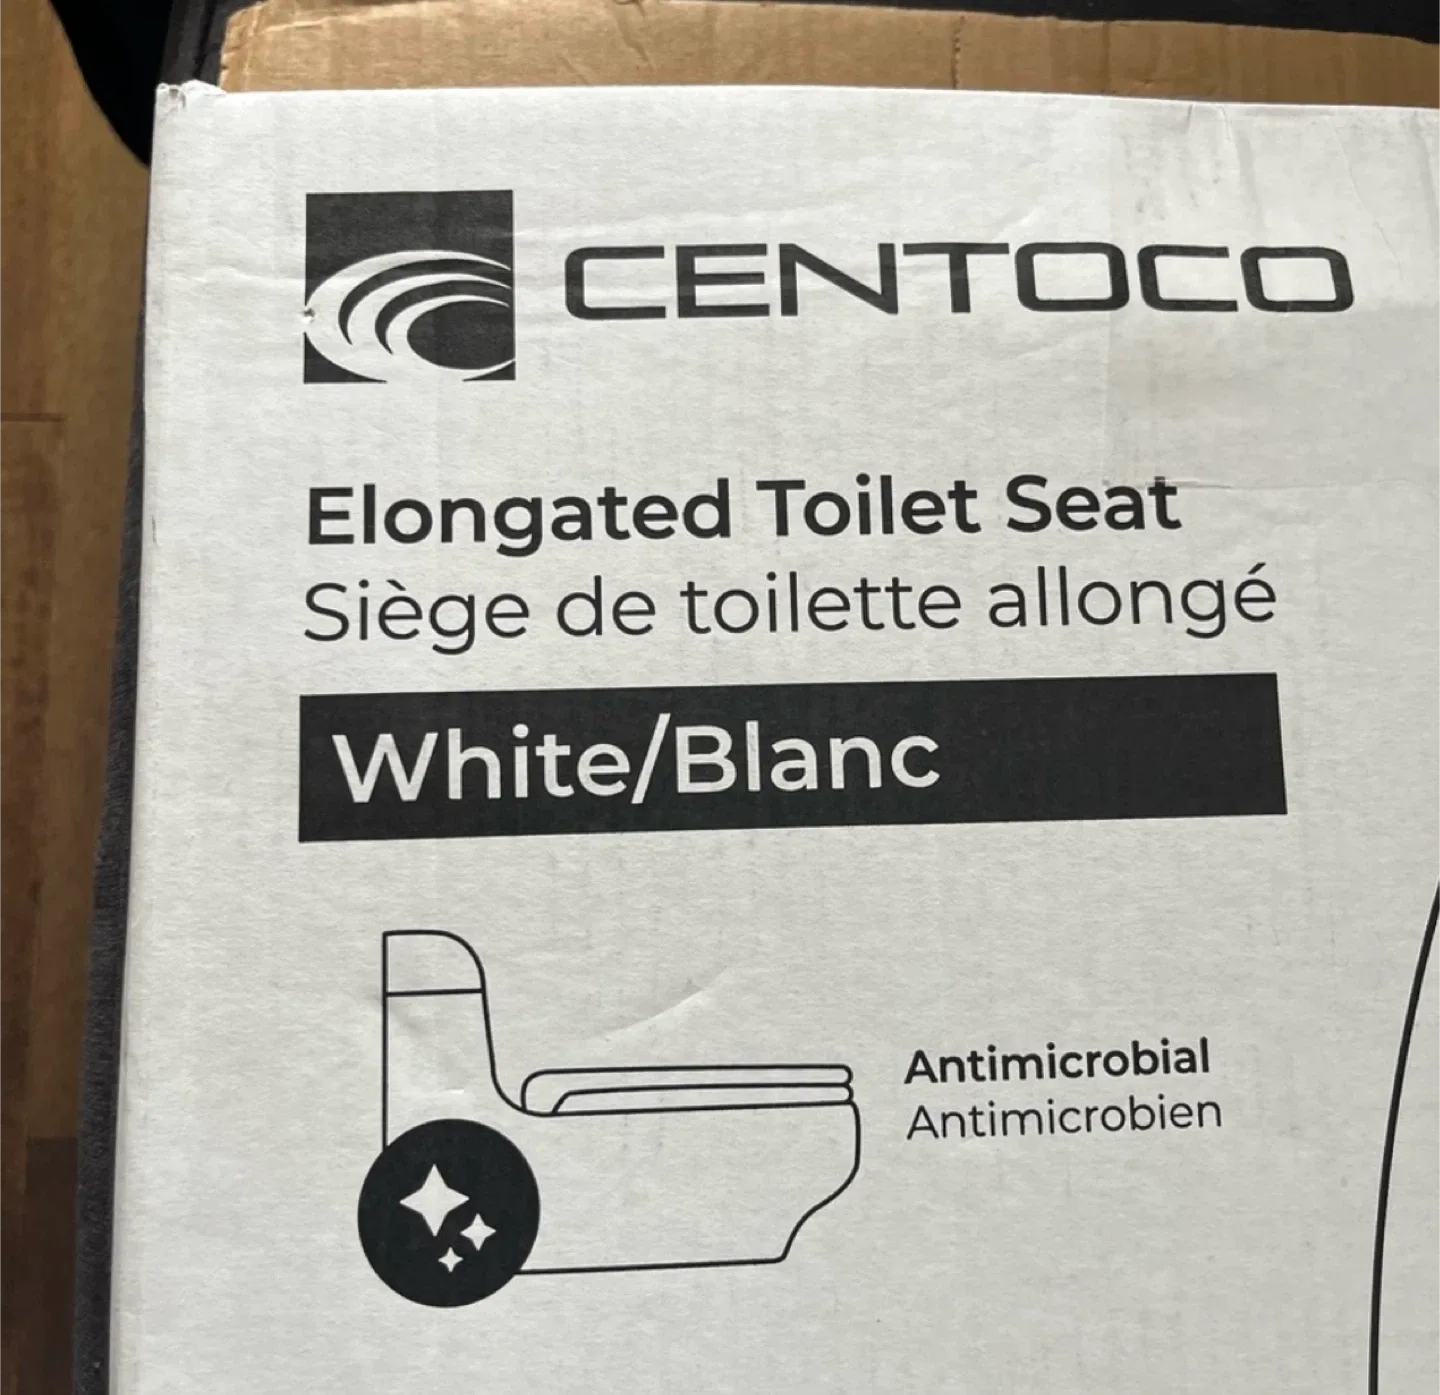 CENTOCO
Elongated Toilet Seat
Siège de toilette allongé
White/Blanc
Antimicrobial
Antimicrobien